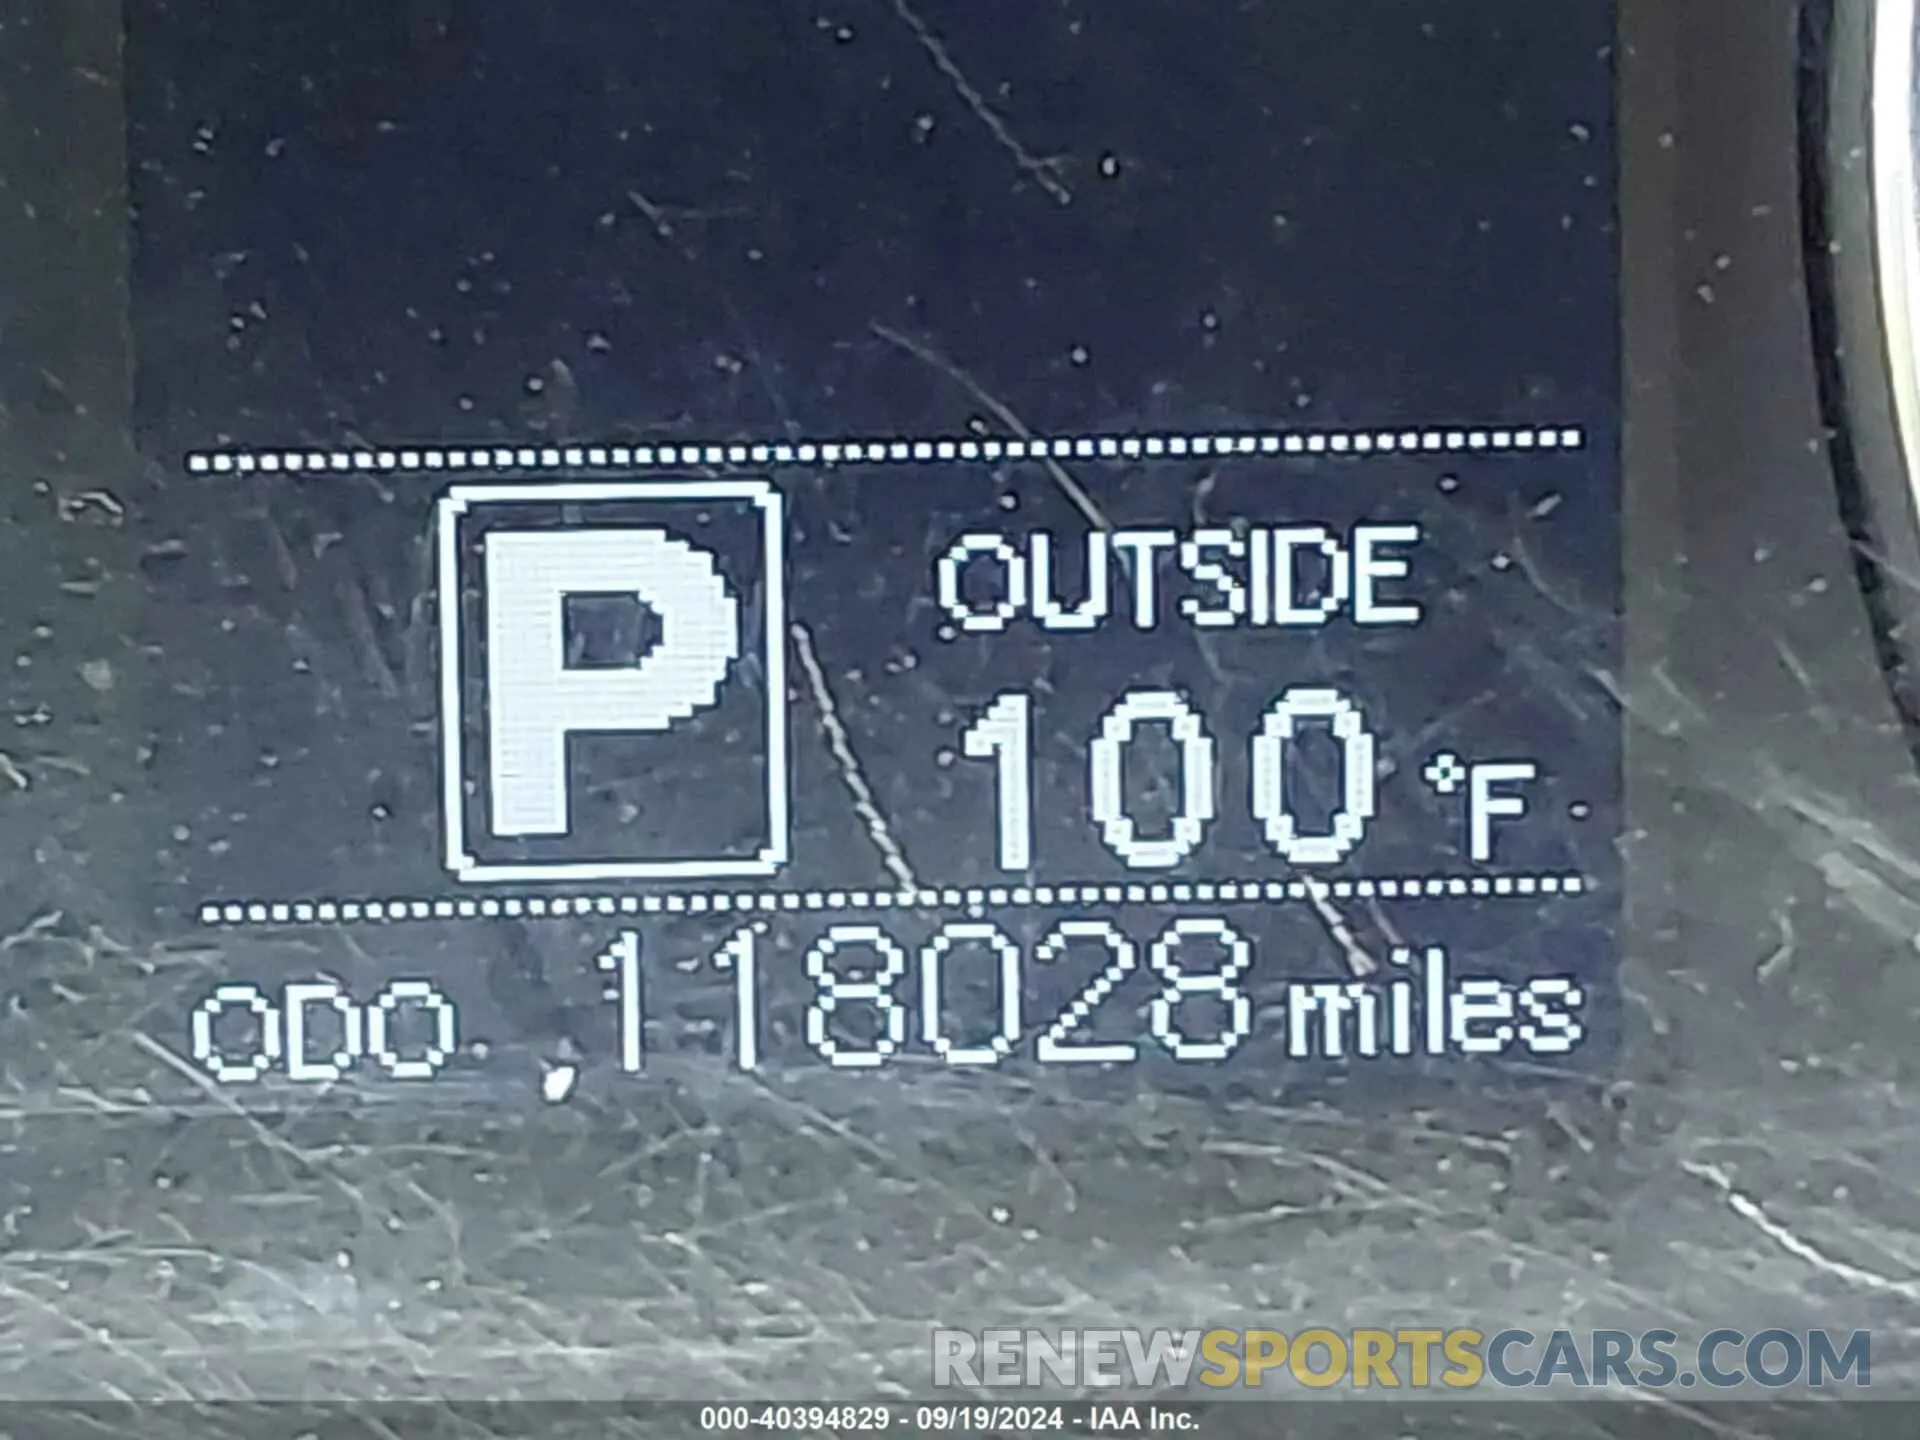 P OUTSIDE
100 °F
ODO 118028 miles
RENEWSPORTSCARS.COM
000-40394829 - 09/19/2024 - IAA Inc.